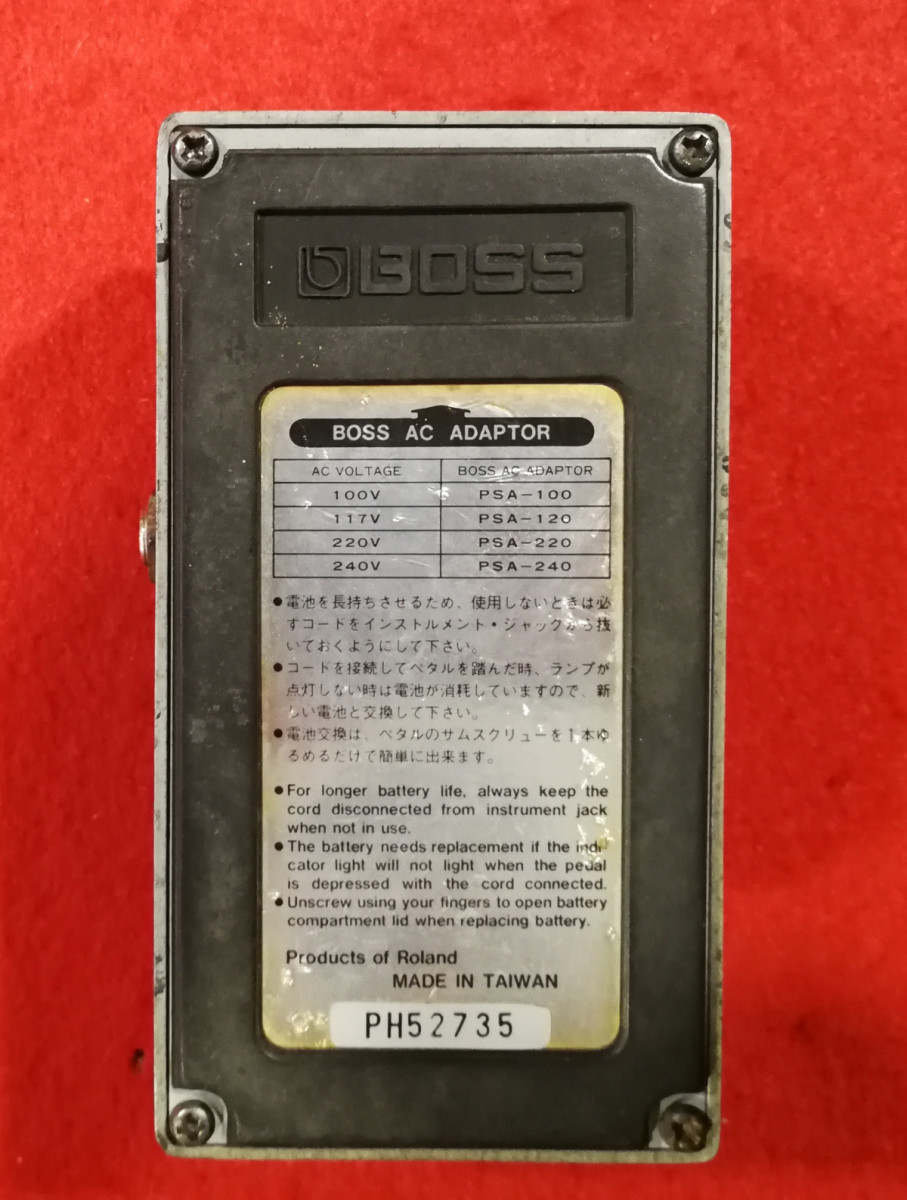 BOSS
BOSS AC ADAPTOR
AC VOLTAGE BOSS AC ADAPTOR
100V PSA-100
117V PSA-120
220V PSA-220
240V PSA-240
●電池を長持ちさせるため、使用しないときは必
ずコードをインストルメント・ジャックから抜
いておくようにして下さい。
●コードを接続してペタルを踏んだ時、ランプが
点灯しない時は電池が消耗していますので、新
しい電池と交換して下さい。
●電池交換は、ペタルのサムスクリューを1本ゆ
るめるだけで簡単に出来ます。
●For longer battery life, always keep the
cord disconnected from instrument jack
when not in use.
●The battery needs replacement if the indi-
cator light will not light when the pedal
is depressed with the cord connected.
●Unscrew using your fingers to open battery
compartment lid when replacing battery.
Products of Roland
MADE IN TAIWAN
PH52735